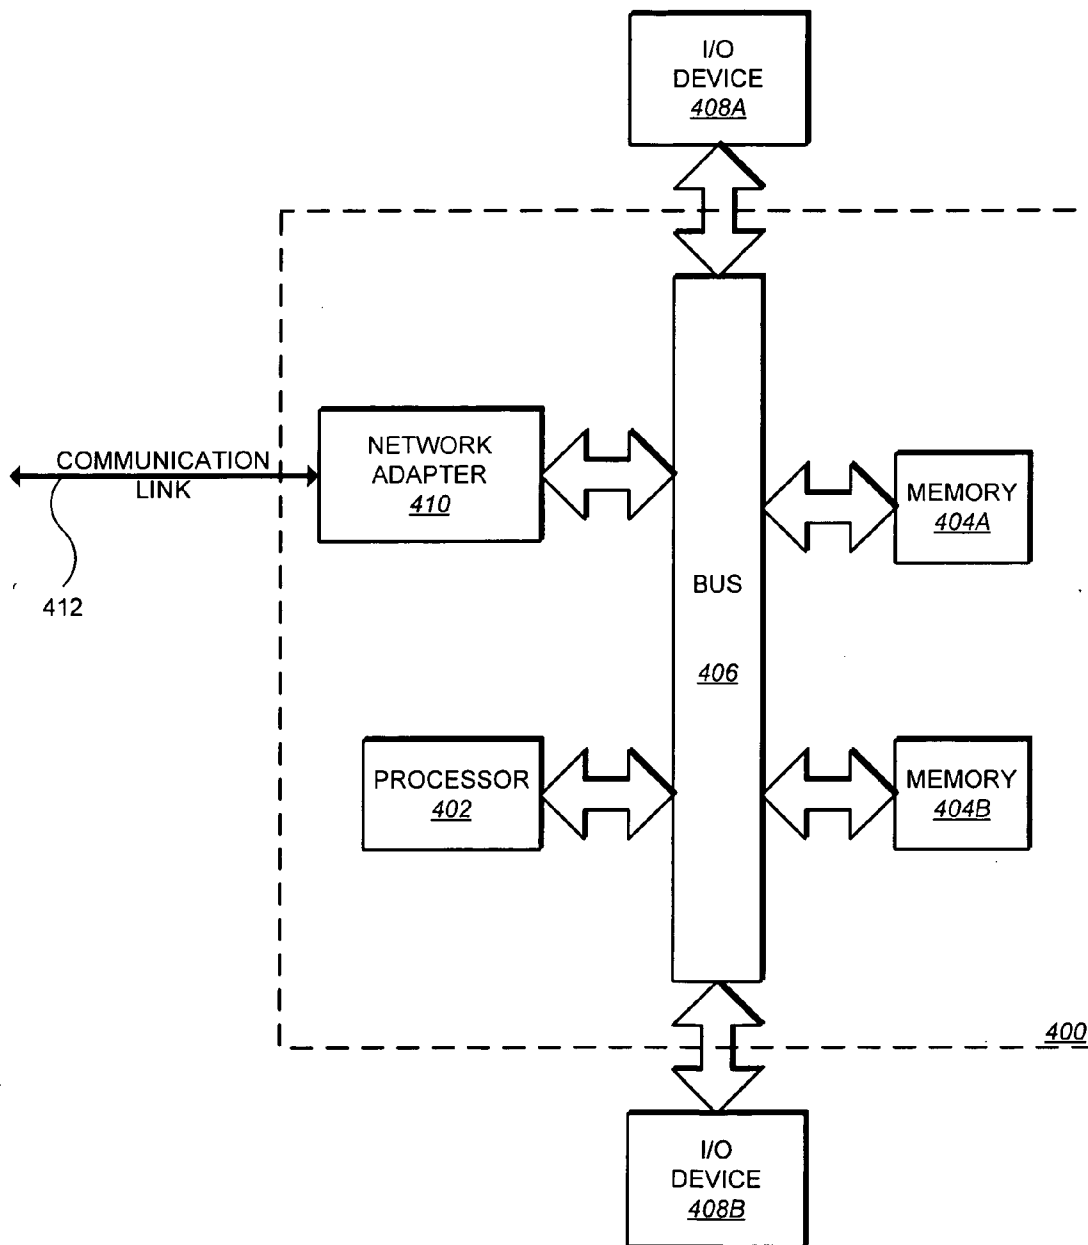 I/O
DEVICE
408A
NETWORK
ADAPTER
410
COMMUNICATION
LINK
412
MEMORY
404A
BUS
406
PROCESSOR
402
MEMORY
404B
400
I/O
DEVICE
408B